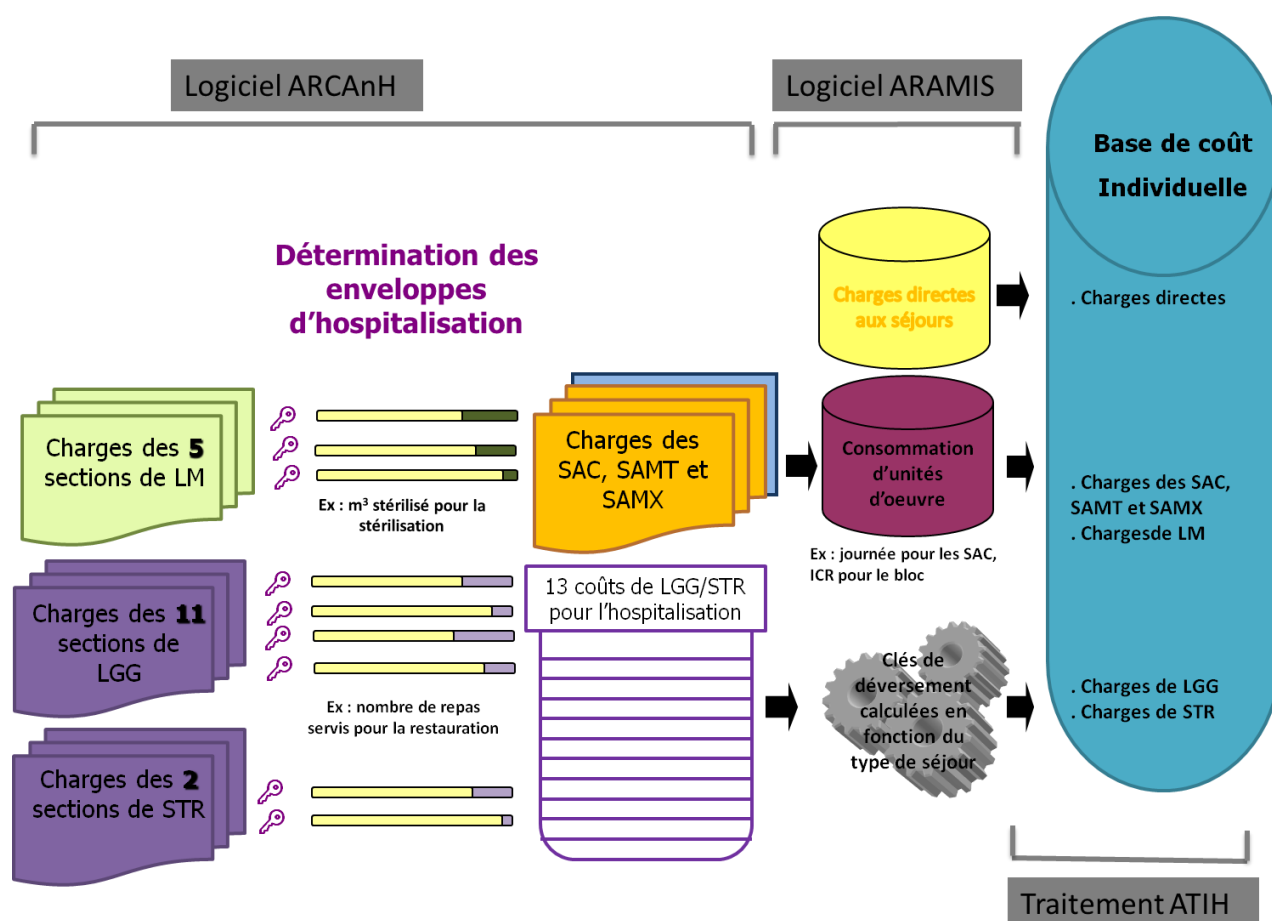 Logiciel ARCAnH
Logiciel ARAMIS
Base de coût
Individuelle
Détermination des
enveloppes
d’hospitalisation
Charges directes
aux séjours
. Charges directes
Charges des 5
sections de LM
Ex : m³ stérilisé pour la
stérilisation
Charges des
SAC, SAMT et
SAMX
Consommation
d’unités
d’oeuvre
Ex : journée pour les SAC,
ICR pour le bloc
. Charges des SAC,
SAMT et SAMX
. Chargesde LM
Charges des 11
sections de
LGG
Ex : nombre de repas
servis pour la restauration
13 coûts de LGG/STR
pour l’hospitalisation
Clés de
déversement
calculées en
fonction du
type de séjour
. Charges de LGG
. Charges de STR
Charges des 2
sections de STR
Traitement ATIH